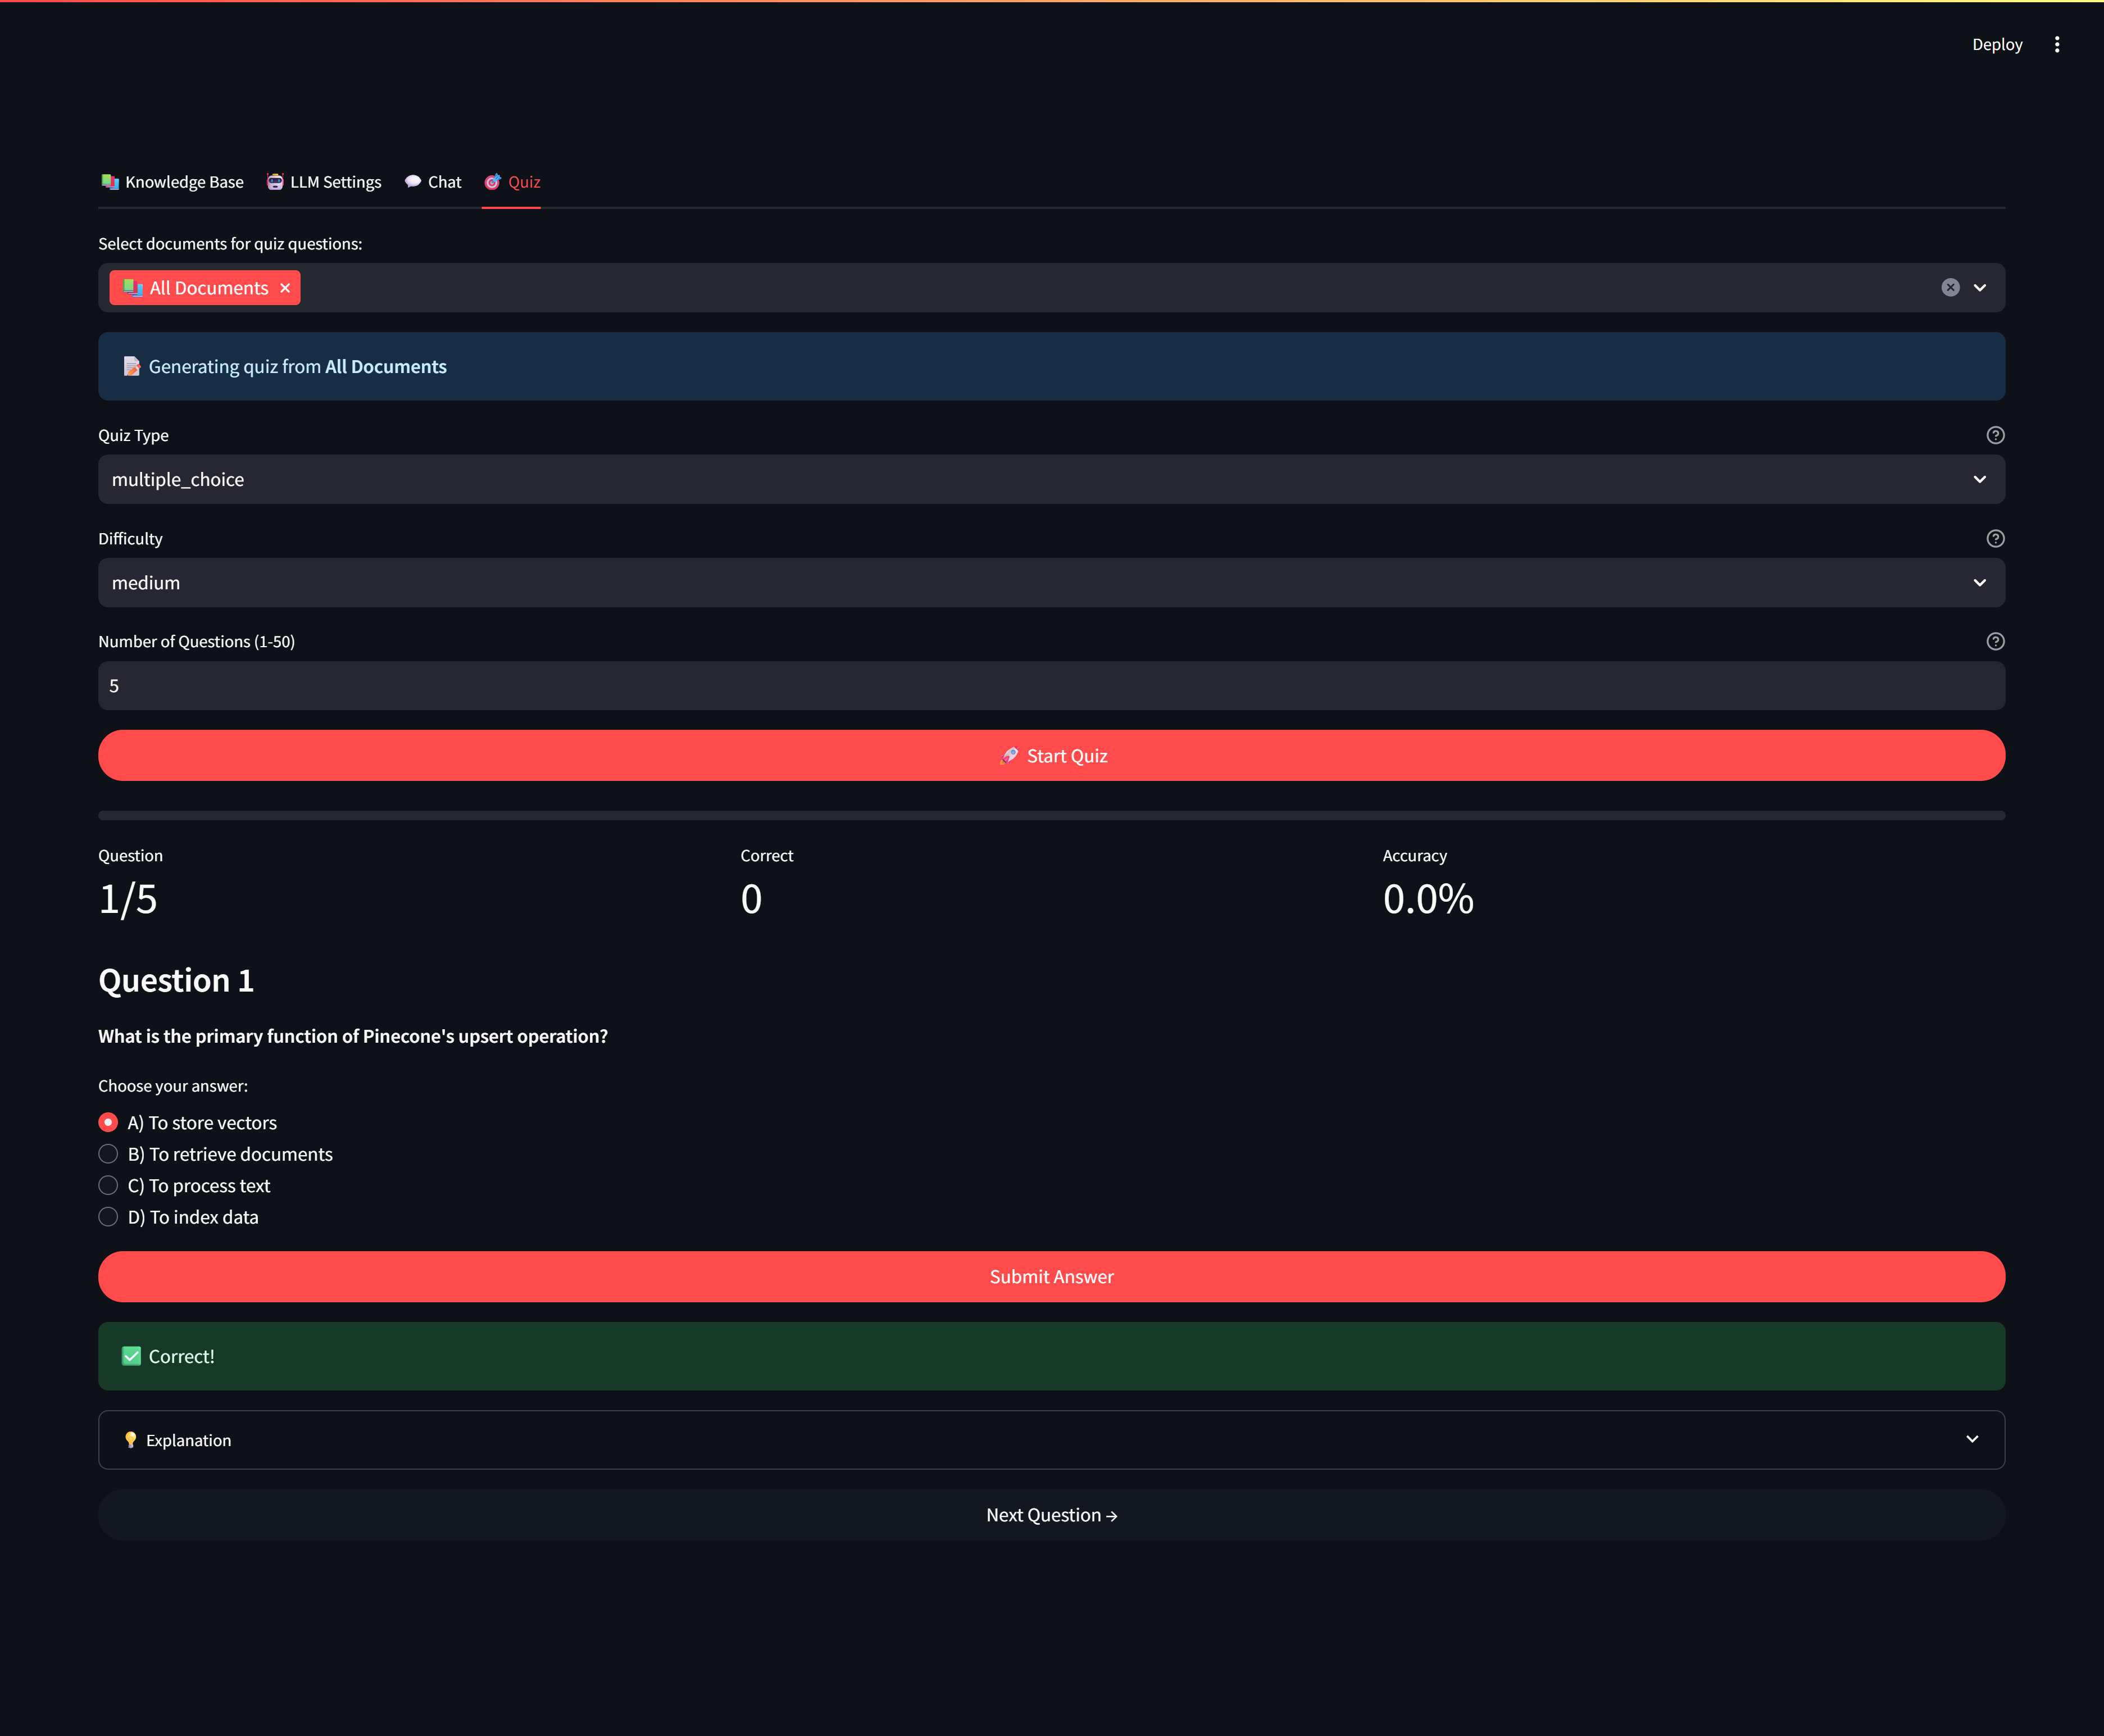 Deploy
Knowledge Base LLM Settings Chat Quiz
Select documents for quiz questions:
All Documents
Generating quiz from All Documents
Quiz Type
multiple_choice
Difficulty
medium
Number of Questions (1-50)
5
Start Quiz
Question Correct Accuracy
1/5 0 0.0%
Question 1
What is the primary function of Pinecone's upsert operation?
Choose your answer:
A) To store vectors
B) To retrieve documents
C) To process text
D) To index data
Submit Answer
Correct!
Explanation
Next Question →